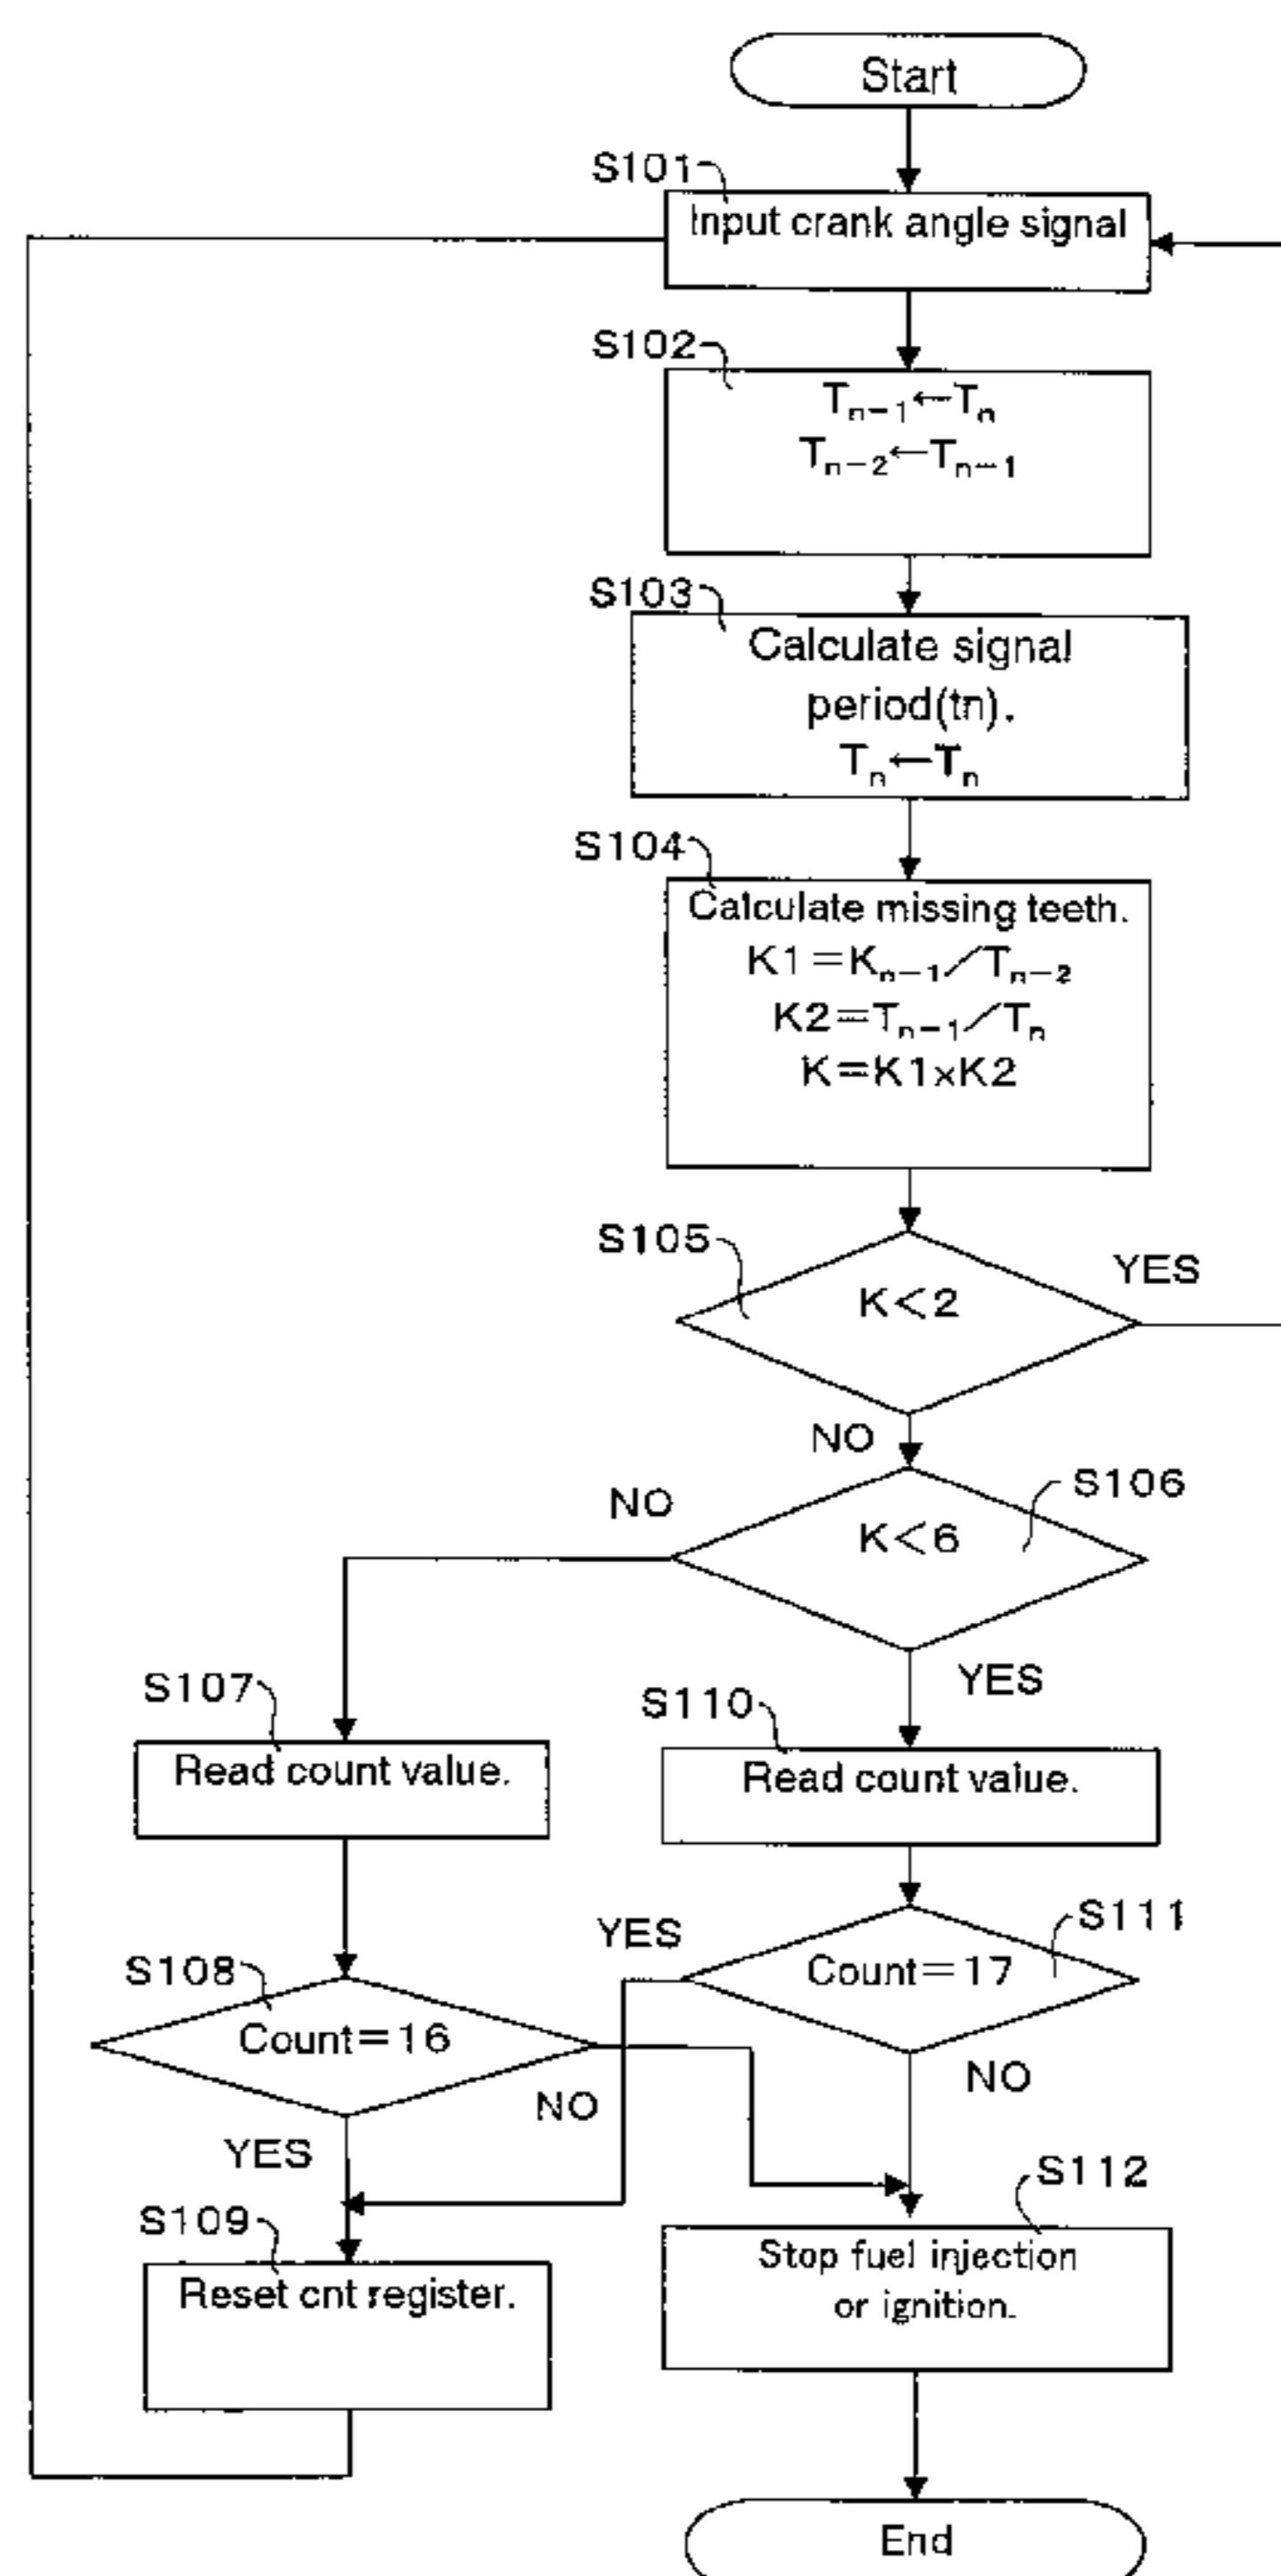 Start
S101
Input crank angle signal
S102
Tn−1←Tn
Tn−2←Tn−1
S103
Calculate signal
period(tn).
Tn←Tn
S104
Calculate missing teeth.
K1=Kn−1/Tn−2
K2=Tn−1/Tn
K=K1×K2
S105
K<2
YES
NO
S106
K<6
NO
YES
S107
Read count value.
S110
Read count value.
S108
Count=16
NO
YES
S111
Count=17
YES
NO
S109
Reset cnt register.
S112
Stop fuel injection
or ignition.
End